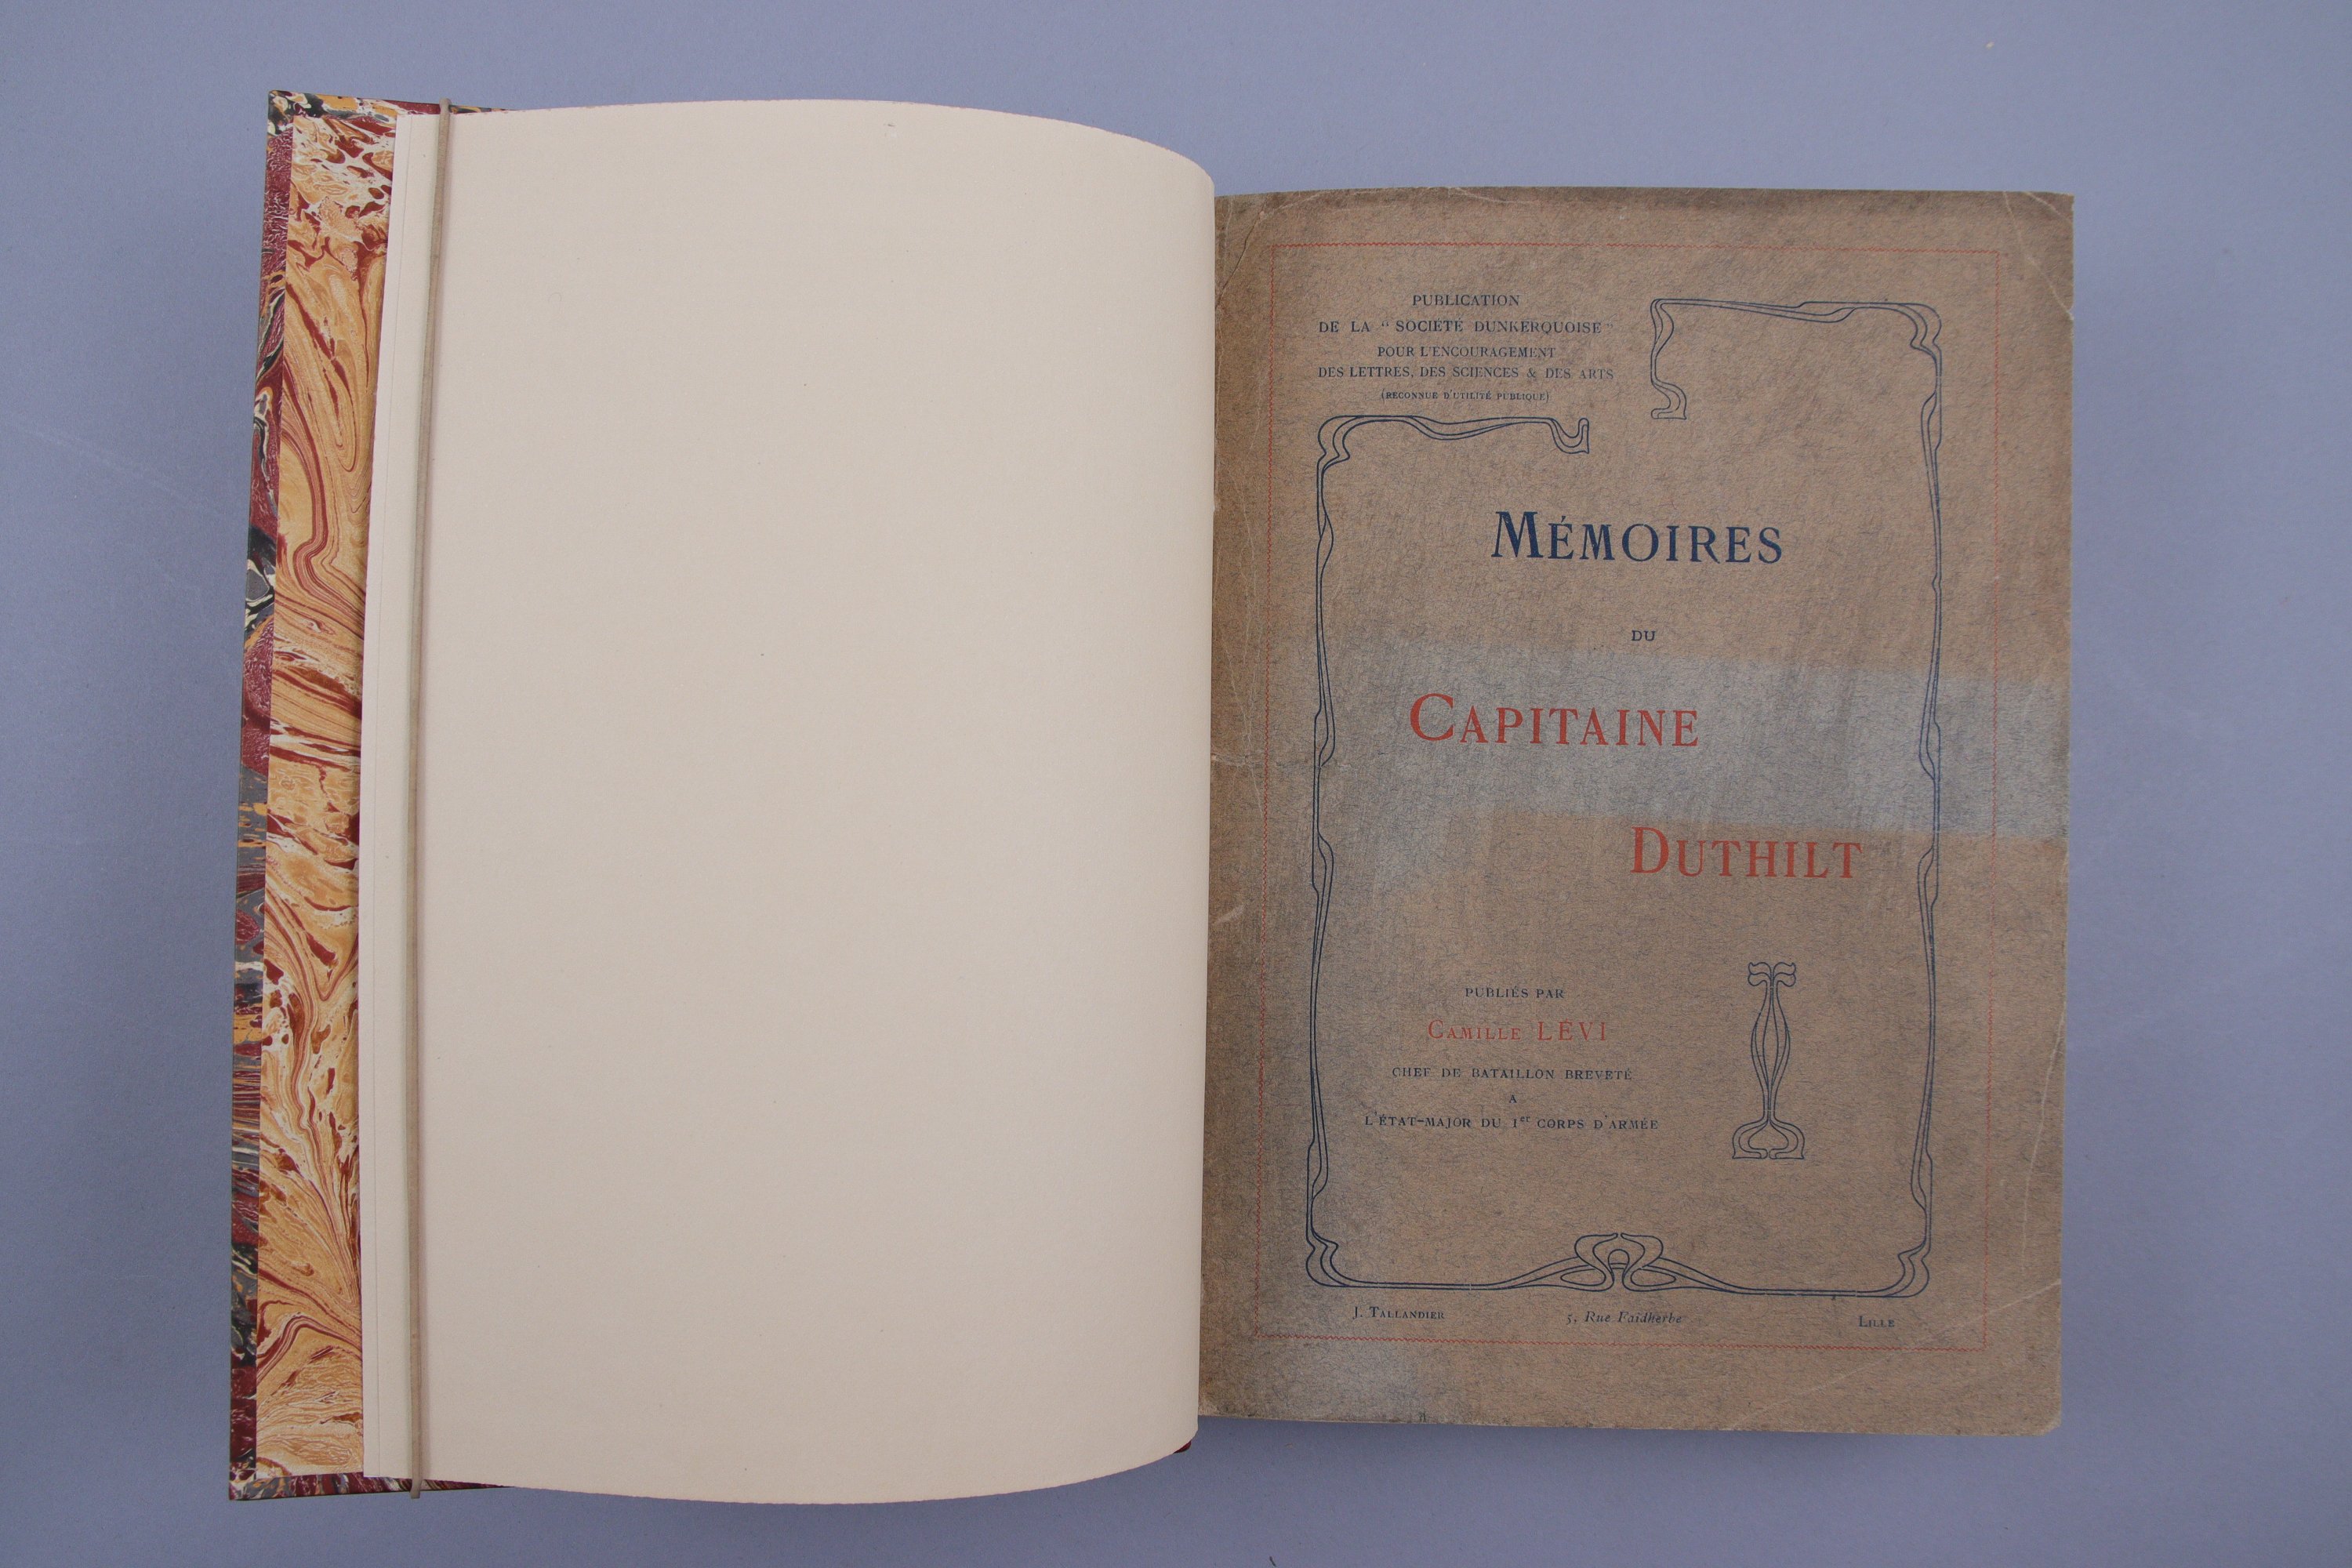 PUBLICATION
DE LA "SOCIÉTÉ DUNKERQUOISE"
POUR L'ENCOURAGEMENT
DES LETTRES, DES SCIENCES & DES ARTS
(RECONNUE D'UTILITÉ PUBLIQUE)
MÉMOIRES
DU
CAPITAINE
DUTHILT
PUBLIÉS PAR
CAMILLE LÉVI
CHEF DE BATAILLON BREVETÉ
A
L'ÉTAT-MAJOR DU 1er CORPS D'ARMÉE
J. TALLANDIER 5, Rue Faidherbe LILLE